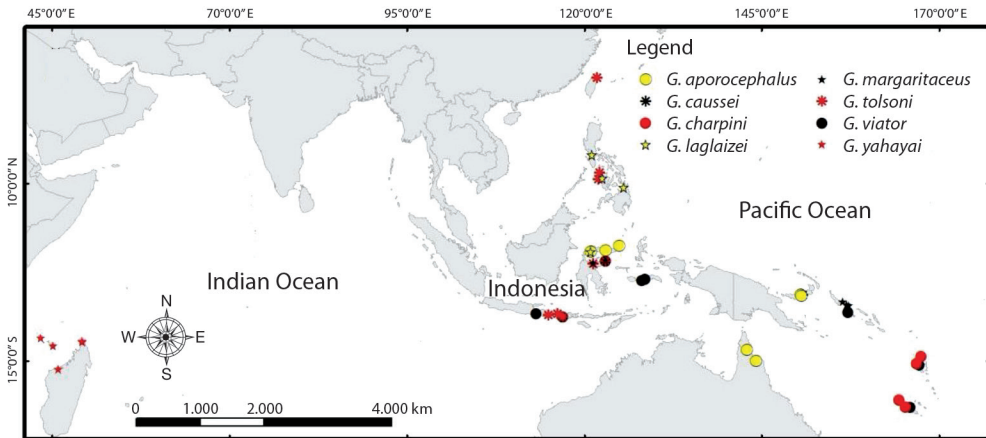 45°0'0" E 70°0'0" E 95°0'0" E 120°0'0" E 145°0'0" E 170°0'0" E
Legend
G. aporocephalus G. margaritaceus
G. caussei G. tolsoni
G. charpini G. viator
G. laglaizei G. yahayai
10°0'0" N
Pacific Ocean
Indian Ocean
Indonesia
N
W E
S
15°0'0" S
0 1.000 2.000 4.000 km